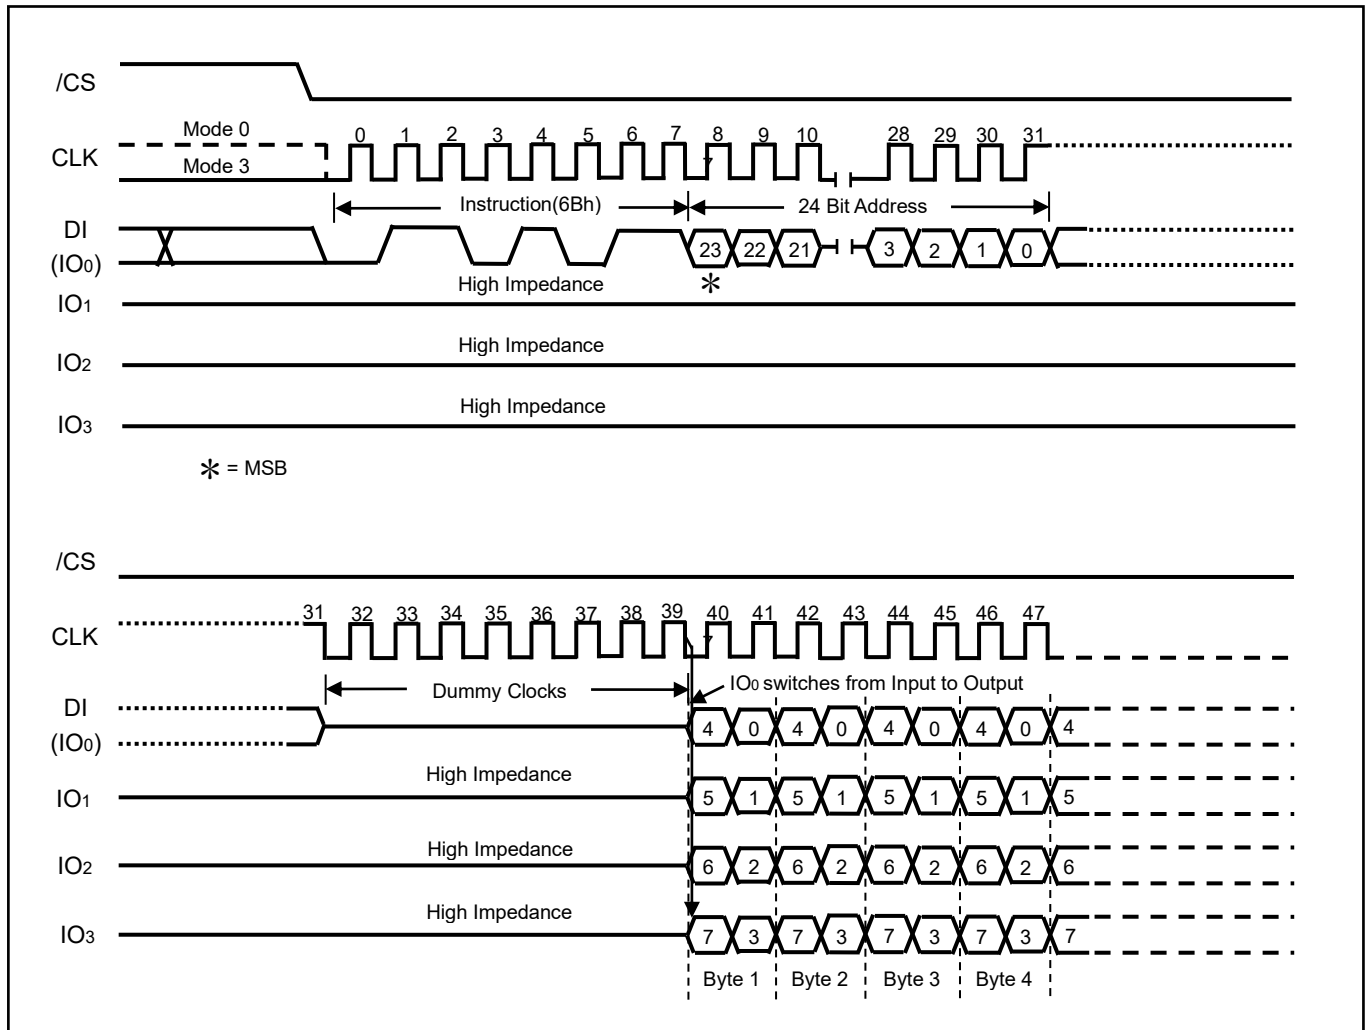 /CS
Mode 0
CLK
Mode 3
0 1 2 3 4 5 6 7 8 9 10 28 29 30 31
7
Instruction(6Bh) 24 Bit Address
DI
(IO0)
23 22 21 3 2 1 0
High Impedance *
IO1
High Impedance
IO2
High Impedance
IO3
* = MSB
/CS
31 32 33 34 35 36 37 38 39 40 41 42 43 44 45 46 47
CLK
7
Dummy Clocks
IO0 switches from Input to Output
DI
(IO0)
4 0 4 0 4 0 4 0 4
High Impedance
IO1
5 1 5 1 5 1 5 1 5
High Impedance
IO2
6 2 6 2 6 2 6 2 6
High Impedance
IO3
7 3 7 3 7 3 7 3 7
Byte 1 Byte 2 Byte 3 Byte 4